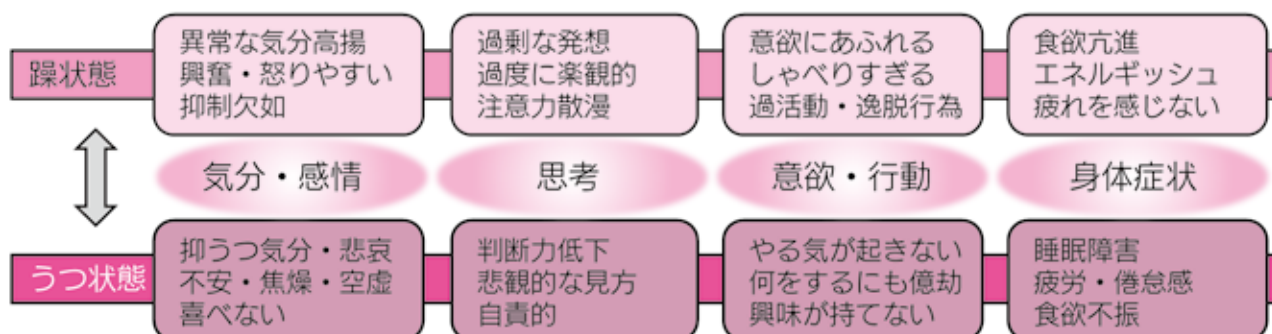 躁状態
異常な気分高揚
興奮・怒りやすい
抑制欠如
過剰な発想
過度に楽観的
注意力散漫
意欲にあふれる
しゃべりすぎる
過活動・逸脱行為
食欲亢進
エネルギッシュ
疲れを感じない
気分・感情
思考
意欲・行動
身体症状
うつ状態
抑うつ気分・悲哀
不安・焦燥・空虚
喜べない
判断力低下
悲観的な見方
自責的
やる気が起きない
何をするにも億劫
興味が持てない
睡眠障害
疲労・倦怠感
食欲不振